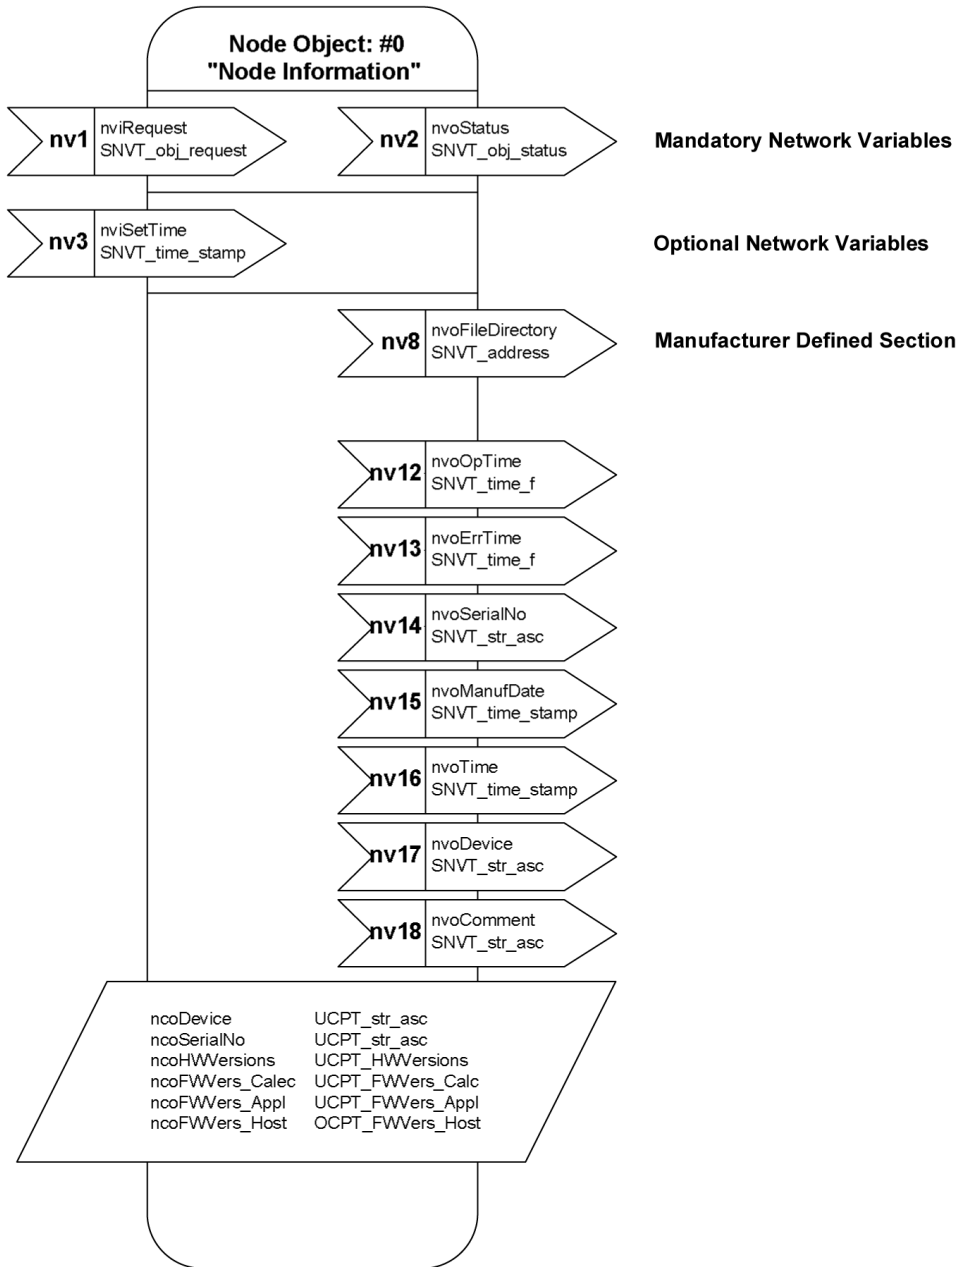 Node Object: #0
"Node Information"
nv1
nviRequest
SNVT_obj_request
nv2
nvoStatus
SNVT_obj_status
Mandatory Network Variables
nv3
nviSetTime
SNVT_time_stamp
Optional Network Variables
nv8
nvoFileDirectory
SNVT_address
Manufacturer Defined Section
nv12
nvoOpTime
SNVT_time_f
nv13
nvoErrTime
SNVT_time_f
nv14
nvoSerialNo
SNVT_str_asc
nv15
nvoManufDate
SNVT_time_stamp
nv16
nvoTime
SNVT_time_stamp
nv17
nvoDevice
SNVT_str_asc
nv18
nvoComment
SNVT_str_asc
ncoDevice UCPT_str_asc
ncoSerialNo UCPT_str_asc
ncoHWVersions UCPT_HWVersions
ncoFWVers_Calec UCPT_FWVers_Calc
ncoFWVers_Appl UCPT_FWVers_Appl
ncoFWVers_Host OCPT_FWVers_Host